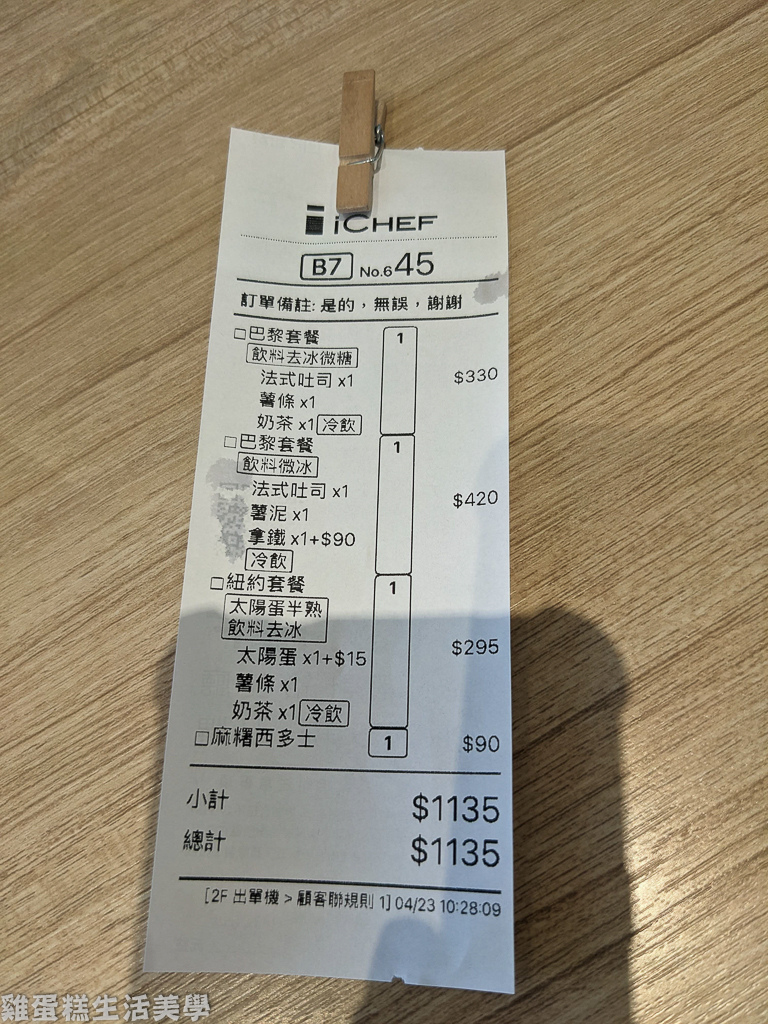 iCHEF
B7 No.645
訂單備註: 是的，無誤，謝謝
□巴黎套餐 1
飲料去冰微糖
法式吐司 x1 $330
薯條 x1
奶茶 x1 冷飲
□巴黎套餐 1
飲料微冰
法式吐司 x1 $420
薯泥 x1
拿鐵 x1+$90
冷飲
□紐約套餐 1
太陽蛋半熟
飲料去冰
太陽蛋 x1+$15 $295
薯條 x1
奶茶 x1 冷飲
□麻糬西多士 1 $90
小計 $1135
總計 $1135
[2F 出單機 > 顧客聯規則 1] 04/23 10:28:09
雞蛋糕生活美學